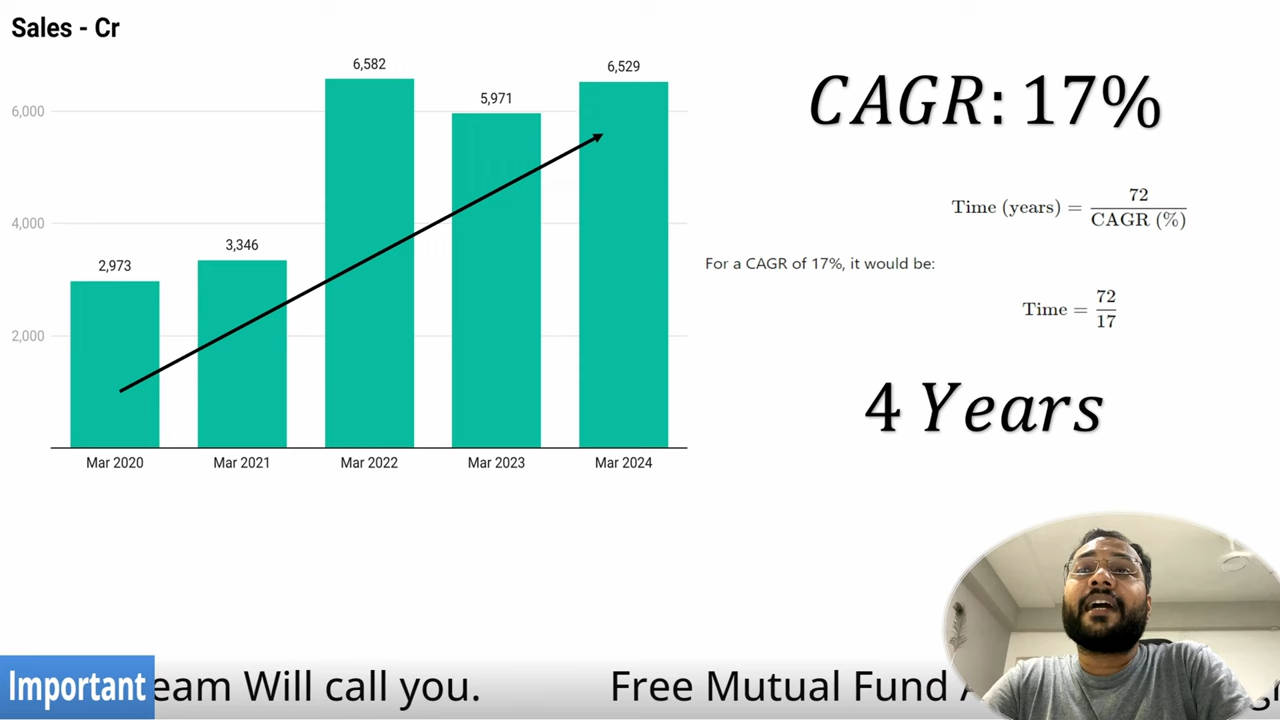 Sales - Cr
6,582
6,529
5,971
3,346
2,973
6,000
4,000
2,000
Mar 2020
Mar 2021
Mar 2022
Mar 2023
Mar 2024
CAGR: 17%
Time (years) = 72 / CAGR (%)
For a CAGR of 17%, it would be:
Time = 72 / 17
4 Years
Important
eam Will call you.
Free Mutual Fund